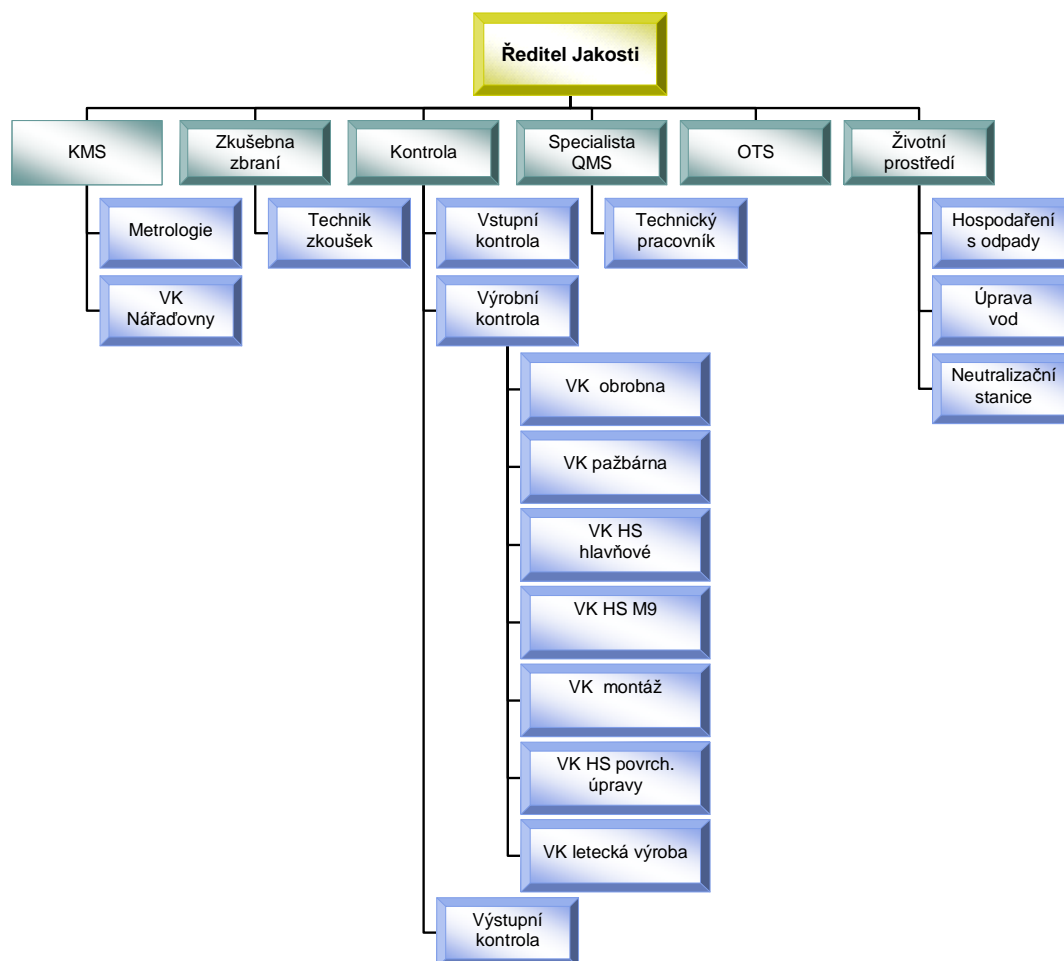 Ředitel Jakosti
KMS
Zkušebna
zbraní
Kontrola
Specialista
QMS
OTS
Životní
prostředí
Metrologie
Technik
zkoušek
Vstupní
kontrola
Technický
pracovník
Hospodaření
s odpady
VK
Nářaďovny
Výrobní
kontrola
Úprava
vod
VK obrobna
Neutralizační
stanice
VK pažbárna
VK HS
hlavňové
VK HS M9
VK montáž
VK HS povrch.
úpravy
VK letecká výroba
Výstupní
kontrola